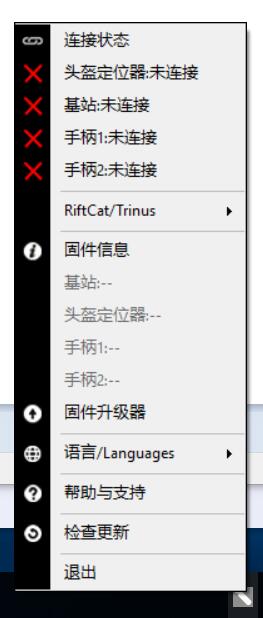 连接状态
头盔定位器:未连接
基站:未连接
手柄1:未连接
手柄2:未连接
RiftCat/Trinus
固件信息
基站:--
头盔定位器:--
手柄1:--
手柄2:--
固件升级器
语言/Languages
帮助与支持
检查更新
退出